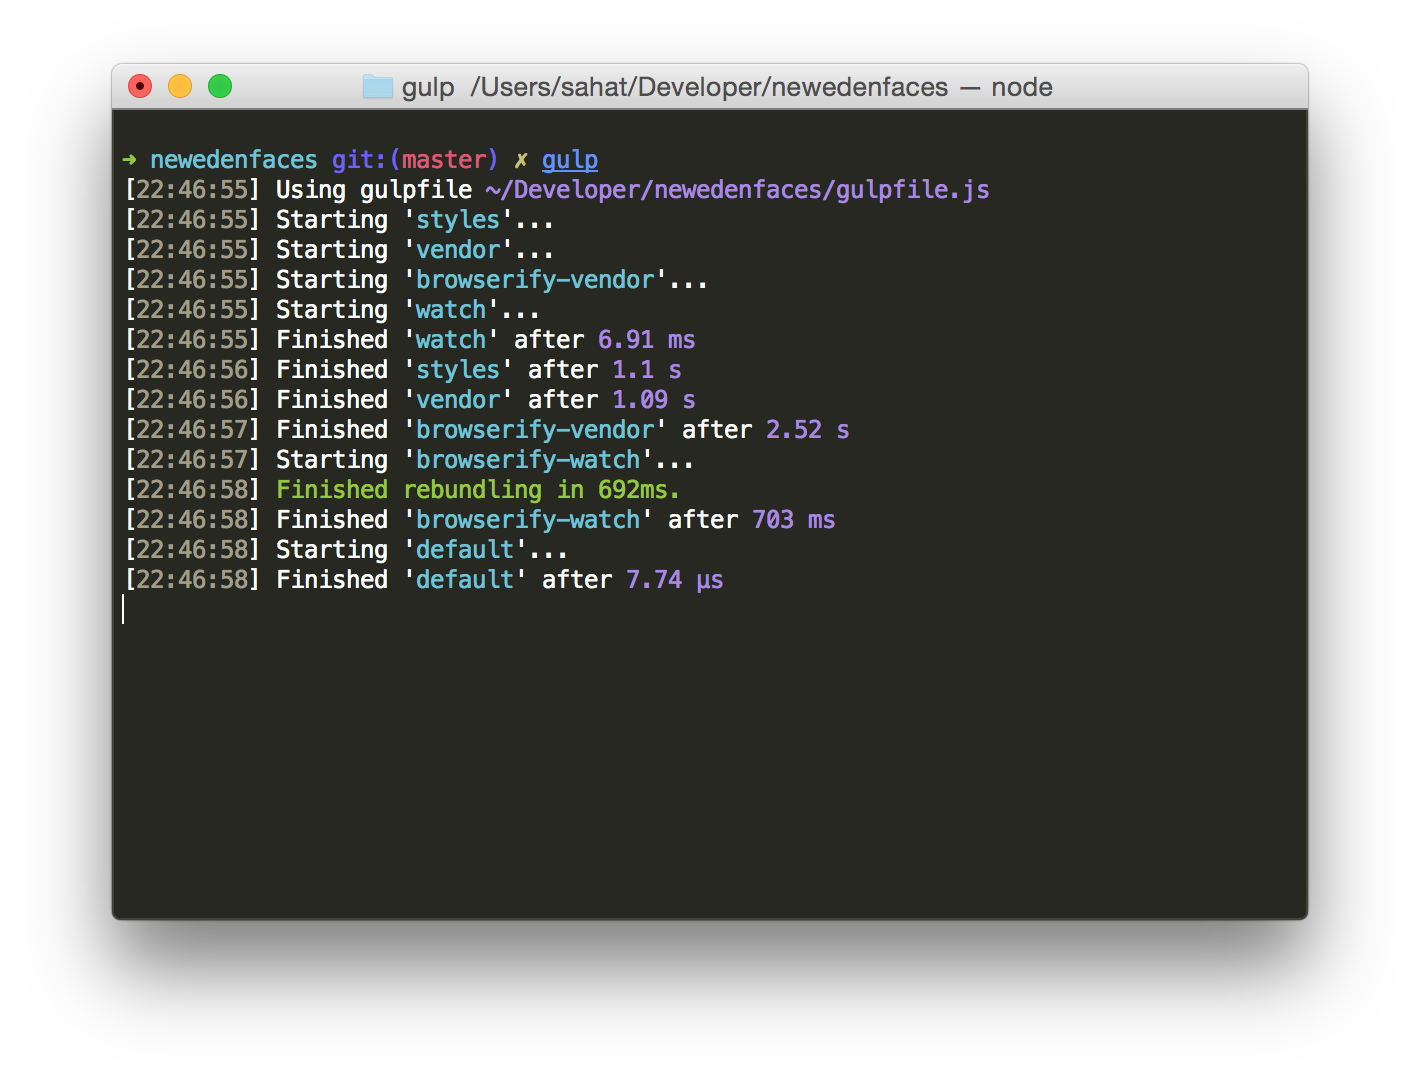 gulp /Users/sahat/Developer/newedenfaces — node
➜ newedenfaces git:(master) ✗ gulp
[22:46:55] Using gulpfile ~/Developer/newedenfaces/gulpfile.js
[22:46:55] Starting 'styles'...
[22:46:55] Starting 'vendor'...
[22:46:55] Starting 'browserify-vendor'...
[22:46:55] Starting 'watch'...
[22:46:55] Finished 'watch' after 6.91 ms
[22:46:56] Finished 'styles' after 1.1 s
[22:46:56] Finished 'vendor' after 1.09 s
[22:46:57] Finished 'browserify-vendor' after 2.52 s
[22:46:57] Starting 'browserify-watch'...
[22:46:58] Finished rebundling in 692ms.
[22:46:58] Finished 'browserify-watch' after 703 ms
[22:46:58] Starting 'default'...
[22:46:58] Finished 'default' after 7.74 μs